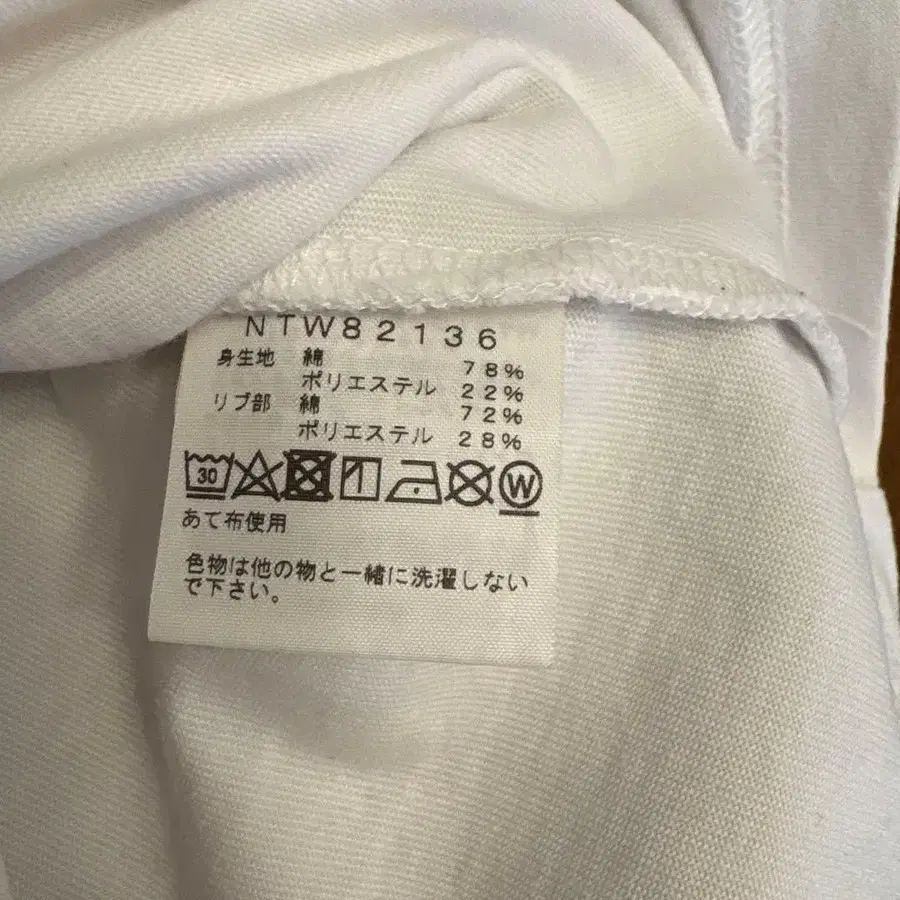 NTW82136
身生地 綿 78%
ポリエステル 22%
リブ部 綿 72%
ポリエステル 28%
30 W
あて布使用
色物は他の物と一緒に洗濯しない
で下さい。